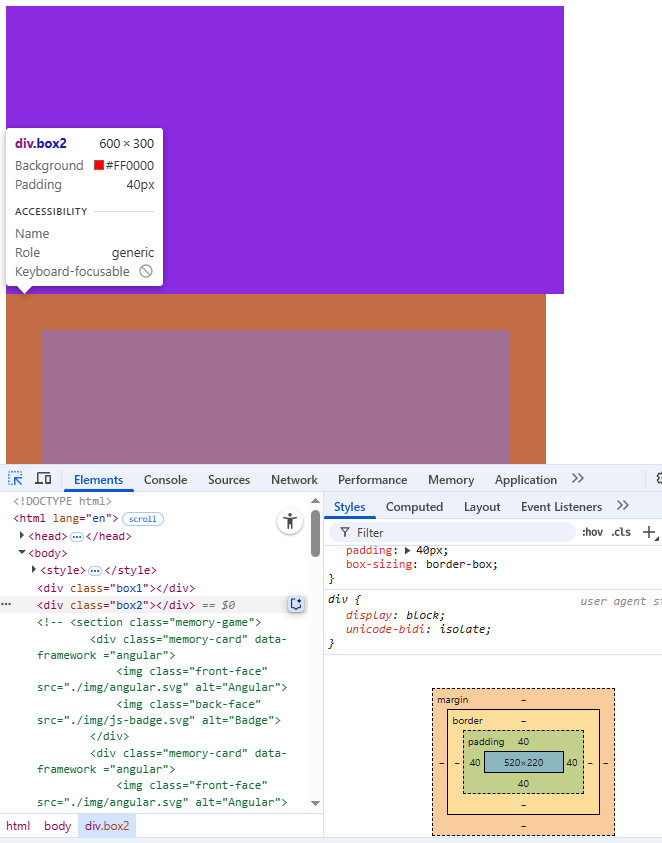 div.box2 600 × 300
Background #FF0000
Padding 40px
ACCESSIBILITY
Name
Role generic
Keyboard-focusable
Elements Console Sources Network Performance Memory Application
<!DOCTYPE html>
<html lang="en"> scroll
<head> ⋯ </head>
<body>
<style> ⋯ </style>
<div class="box1"></div>
<div class="box2"></div> == $0
<!-- <section class="memory-game">
<div class="memory-card" data-
framework ="angular">
<img class="front-face"
src="./img/angular.svg" alt="Angular">
<img class="back-face"
src="./img/js-badge.svg" alt="Badge">
</div>
<div class="memory-card" data-
framework ="angular">
<img class="front-face"
src="./img/angular.svg" alt="Angular">
html body div.box2
Styles Computed Layout Event Listeners
Filter :hov .cls
padding: 40px;
box-sizing: border-box;
}
div { user agent st
display: block;
unicode-bidi: isolate;
}
margin –
border –
padding 40
– – 40 520×220 40 – –
40
–
–